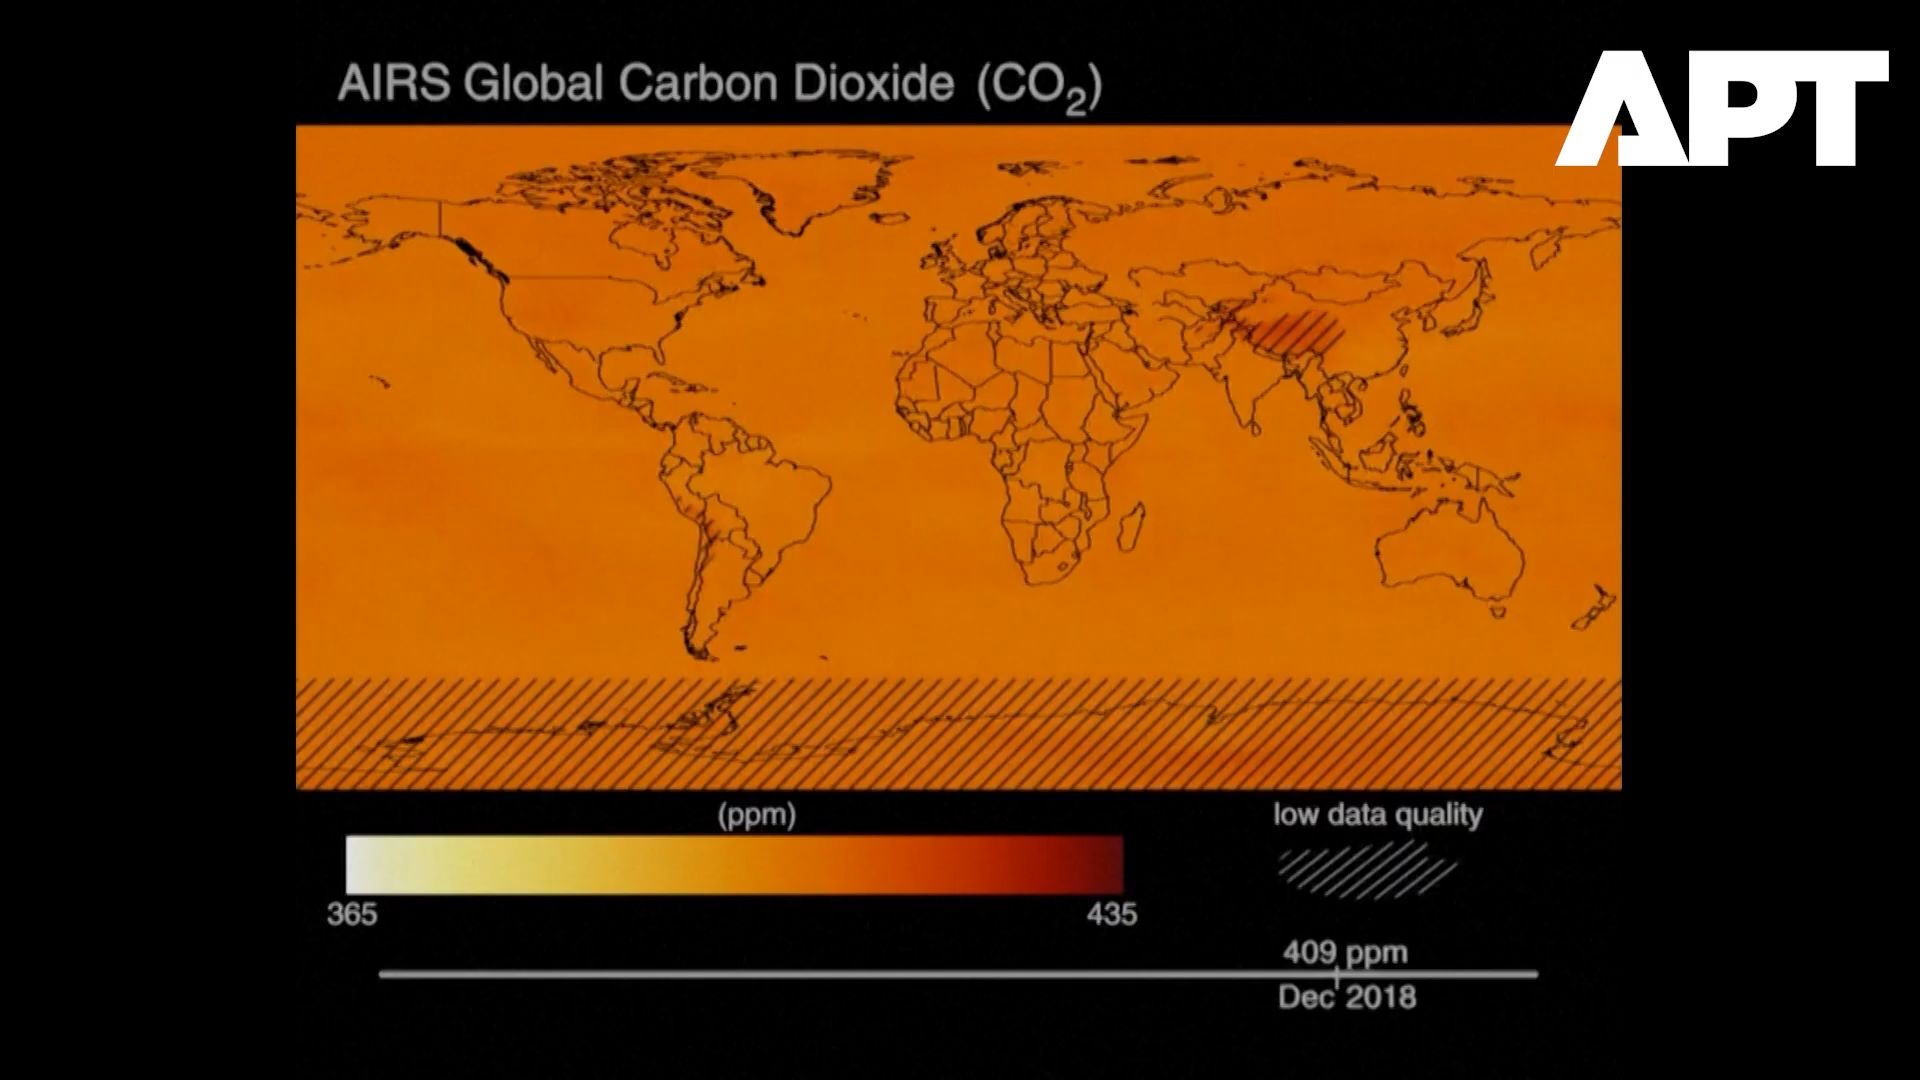 AIRS Global Carbon Dioxide (CO₂)
APT
(ppm)
low data quality
365
435
409 ppm
Dec 2018